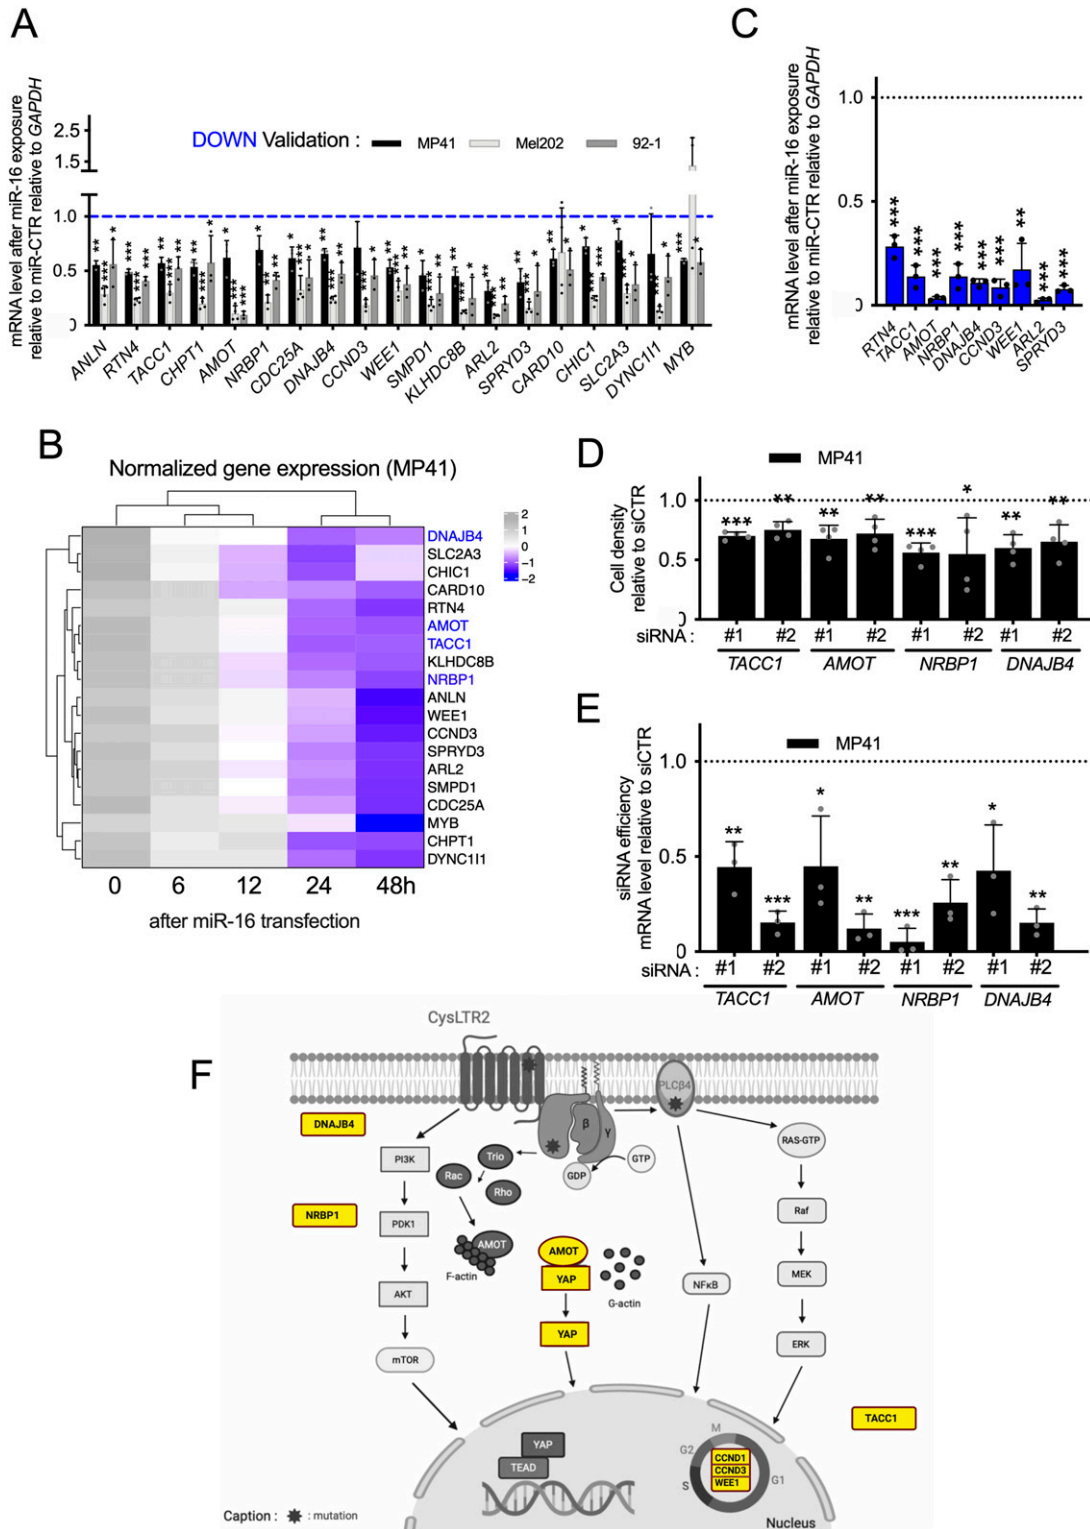 A
mRNA level after miR-16 exposure
relative to miR-CTR relative to GAPDH
2.5
1.5
1.0
0.5
0
DOWN Validation :
MP41
Mel202
92-1
ANLN
RTN4
TACC1
CHPT1
AMOT
NRBP1
CDC25A
DNAJB4
CCND3
WEE1
SMPD1
KLHDC8B
ARL2
SPRYD3
CARD10
CHIC1
SLC2A3
DYNC1I1
MYB
C
mRNA level after miR-16 exposure
relative to miR-CTR relative to GAPDH
1.0
0.5
0
RTN4
TACC1
AMOT
NRBP1
DNAJB4
CCND3
WEE1
ARL2
SPRYD3
B
Normalized gene expression (MP41)
2
1
0
−1
−2
DNAJB4
SLC2A3
CHIC1
CARD10
RTN4
AMOT
TACC1
KLHDC8B
NRBP1
ANLN
WEE1
CCND3
SPRYD3
ARL2
SMPD1
CDC25A
MYB
CHPT1
DYNC1I1
0 6 12 24 48h
after miR-16 transfection
D
MP41
Cell density
relative to siCTR
1.0
0.5
0
*** ** ** ** *** * ** **
siRNA : #1 #2 #1 #2 #1 #2 #1 #2
TACC1 AMOT NRBP1 DNAJB4
E
MP41
siRNA efficiency
mRNA level relative to siCTR
1.0
0.5
0
** *** * ** *** ** * **
siRNA: #1 #2 #1 #2 #1 #2 #1 #2
TACC1 AMOT NRBP1 DNAJB4
F
CysLTR2
PLCβ4
DNAJB4
β
γ
GTP
GDP
RAS-GTP
PI3K
Trio
Rac
Rho
NRBP1
PDK1
Raf
AMOT
F-actin
AMOT
YAP
G-actin
NFκB
MEK
AKT
YAP
ERK
mTOR
TACC1
YAP
TEAD
M
G2
G1
S
CCND1
CCND3
WEE1
Caption : : mutation
Nucleus